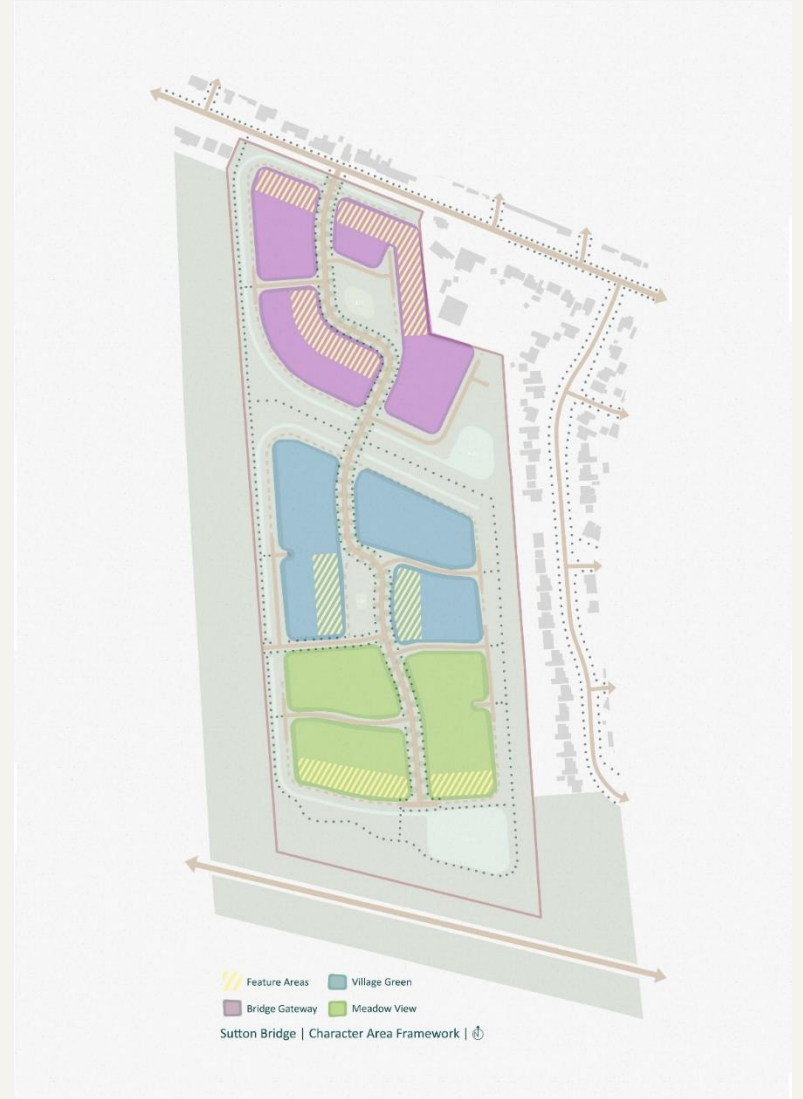 Feature Areas Village Green
Bridge Gateway Meadow View
Sutton Bridge | Character Area Framework |